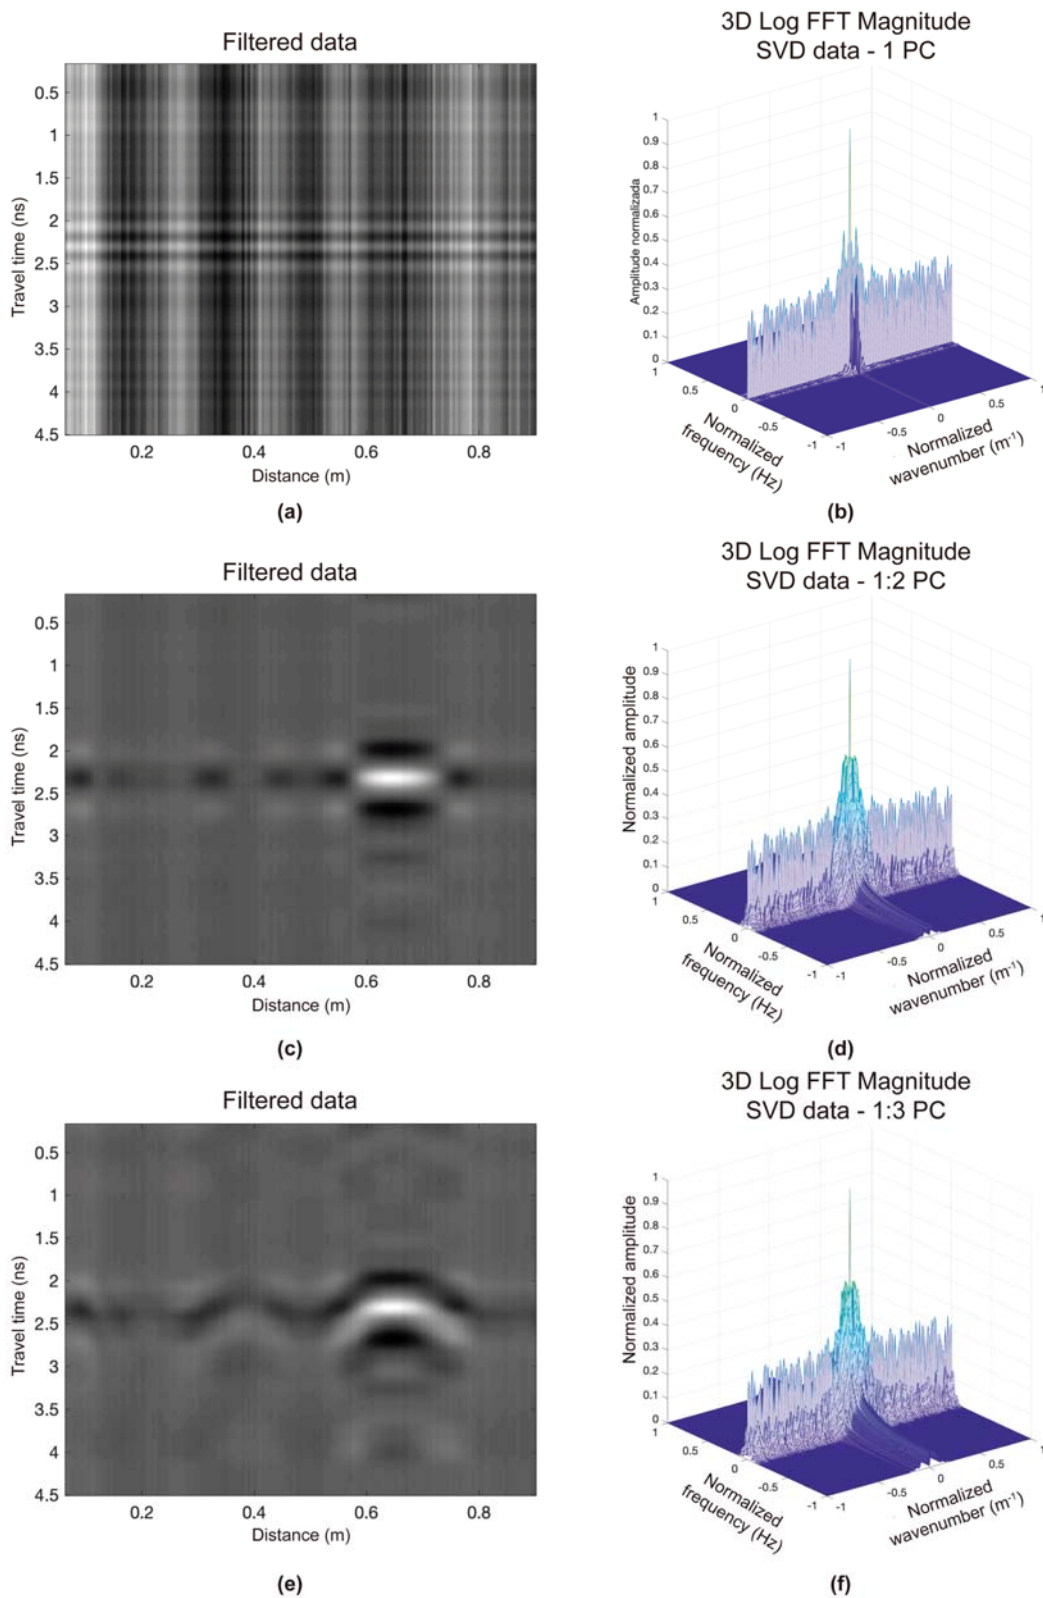 Filtered data
0.5
1
1.5
2
2.5
3
3.5
4
4.5
Travel time (ns)
0.2 0.4 0.6 0.8
Distance (m)
(a)
3D Log FFT Magnitude
SVD data - 1 PC
1
0.9
0.8
0.7
0.6
0.5
0.4
0.3
0.2
0.1
0
Amplitude normalizada
1
0.5
0
-0.5
-1
Normalized
frequency (Hz)
-1
-0.5
0
0.5
1
Normalized
wavenumber (m⁻¹)
(b)
Filtered data
0.5
1
1.5
2
2.5
3
3.5
4
4.5
Travel time (ns)
0.2 0.4 0.6 0.8
Distance (m)
(c)
3D Log FFT Magnitude
SVD data - 1:2 PC
1
0.9
0.8
0.7
0.6
0.5
0.4
0.3
0.2
0.1
0
Normalized amplitude
1
0.5
0
-0.5
-1
Normalized
frequency (Hz)
-1
-0.5
0
0.5
1
Normalized
wavenumber (m⁻¹)
(d)
Filtered data
0.5
1
1.5
2
2.5
3
3.5
4
4.5
Travel time (ns)
0.2 0.4 0.6 0.8
Distance (m)
(e)
3D Log FFT Magnitude
SVD data - 1:3 PC
1
0.9
0.8
0.7
0.6
0.5
0.4
0.3
0.2
0.1
0
Normalized amplitude
1
0.5
0
-0.5
-1
Normalized
frequency (Hz)
-1
-0.5
0
0.5
1
Normalized
wavenumber (m⁻¹)
(f)